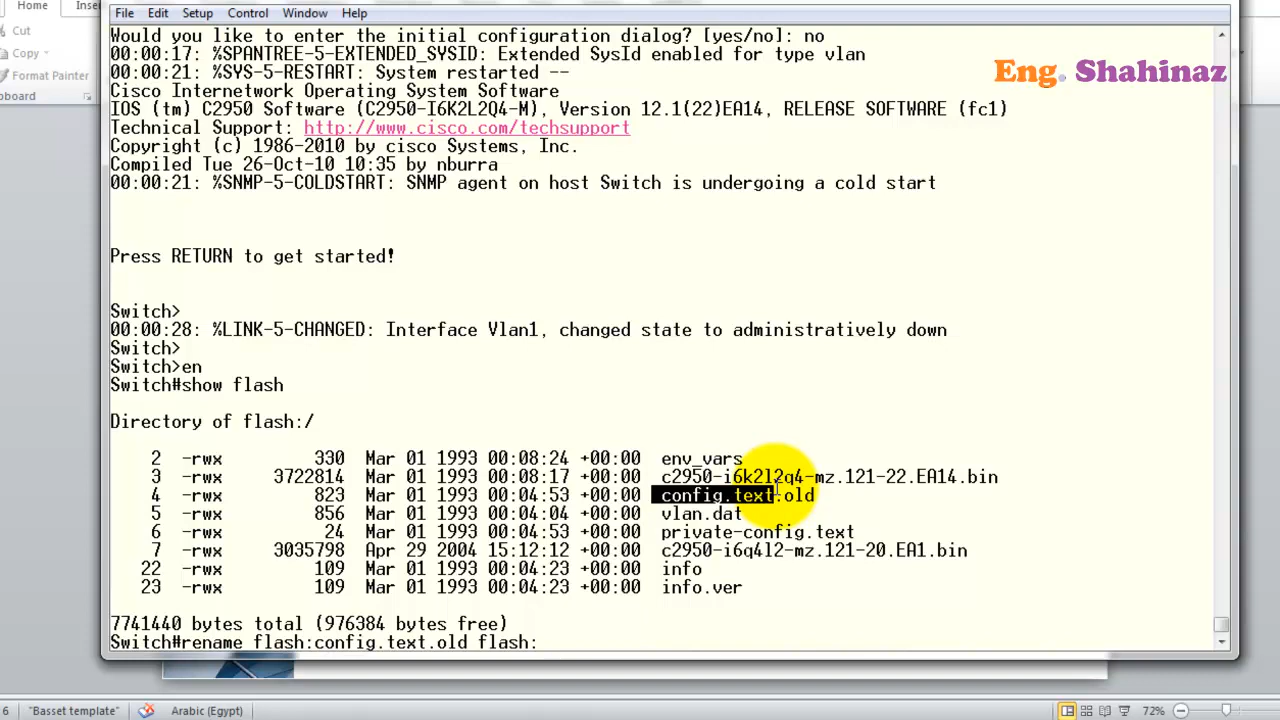 Home Inse
Cut
Copy
Format Painter
board
File Edit Setup Control Window Help
Eng. Shahinaz
Would you like to enter the initial configuration dialog? [yes/no]: no
00:00:17: %SPANTREE-5-EXTENDED_SYSID: Extended SysId enabled for type vlan
00:00:21: %SYS-5-RESTART: System restarted --
Cisco Internetwork Operating System Software
IOS (tm) C2950 Software (C2950-I6K2L2Q4-M), Version 12.1(22)EA14, RELEASE SOFTWARE (fc1)
Technical Support: http://www.cisco.com/techsupport
Copyright (c) 1986-2010 by cisco Systems, Inc.
Compiled Tue 26-Oct-10 10:35 by nburra
00:00:21: %SNMP-5-COLDSTART: SNMP agent on host Switch is undergoing a cold start
Press RETURN to get started!
Switch>
00:00:28: %LINK-5-CHANGED: Interface Vlan1, changed state to administratively down
Switch>
Switch>en
Switch#show flash
Directory of flash:/
2 -rwx 330 Mar 01 1993 00:08:24 +00:00 env_vars
3 -rwx 3722814 Mar 01 1993 00:08:17 +00:00 c2950-i6k2l2q4-mz.121-22.EA14.bin
4 -rwx 823 Mar 01 1993 00:04:53 +00:00 config.text.old
5 -rwx 856 Mar 01 1993 00:04:04 +00:00 vlan.dat
6 -rwx 24 Mar 01 1993 00:04:53 +00:00 private-config.text
7 -rwx 3035798 Apr 29 2004 15:12:12 +00:00 c2950-i6q4l2-mz.121-20.EA1.bin
22 -rwx 109 Mar 01 1993 00:04:23 +00:00 info
23 -rwx 109 Mar 01 1993 00:04:23 +00:00 info.ver
7741440 bytes total (976384 bytes free)
Switch#rename flash:config.text.old flash:
6 "Basset template" Arabic (Egypt) 72%